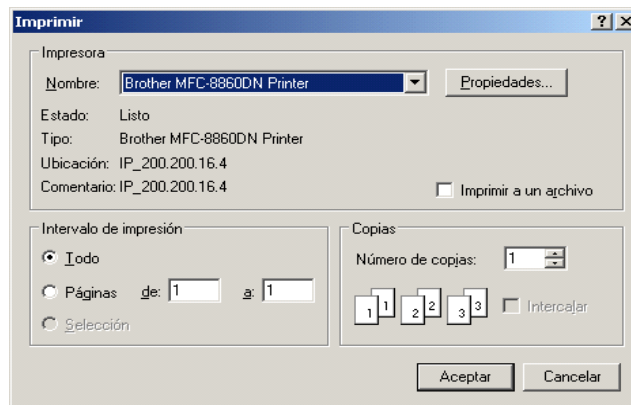 Imprimir
Impresora
Nombre: Brother MFC-8860DN Printer Propiedades...
Estado: Listo
Tipo: Brother MFC-8860DN Printer
Ubicación: IP_200.200.16.4
Comentario: IP_200.200.16.4
Imprimir a un archivo
Intervalo de impresión
Todo
Páginas de: 1 a: 1
Selección
Copias
Número de copias: 1
1 1 2 2 3 3 Intercalar
Aceptar Cancelar